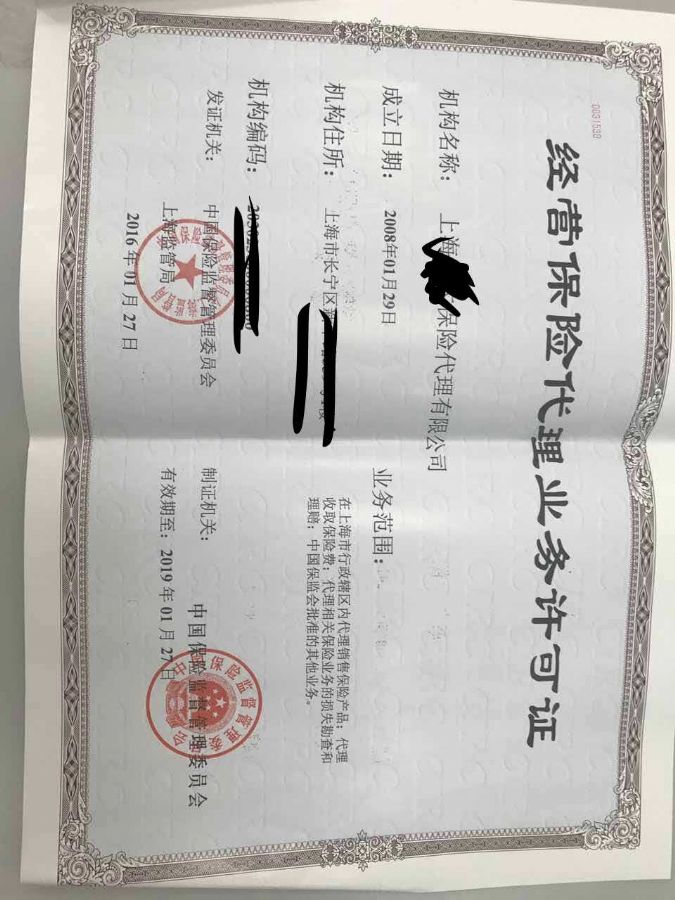 0031538
经营保险代理业务许可证
机构名称：上海保险代理有限公司
成立日期：2008年01月29日
机构住所：上海市长宁区
机构编码：
发证机关：中国保险监督管理委员会
上海监管局
2016年01月27日
业务范围：
在上海市行政辖区内代理销售保险产品；代理
收取保险费；代理相关保险业务的损失勘查和
理赔；中国保监会批准的其他业务。
制证机关：中国保险监督管理委员会
有效期至：2019年01月27日